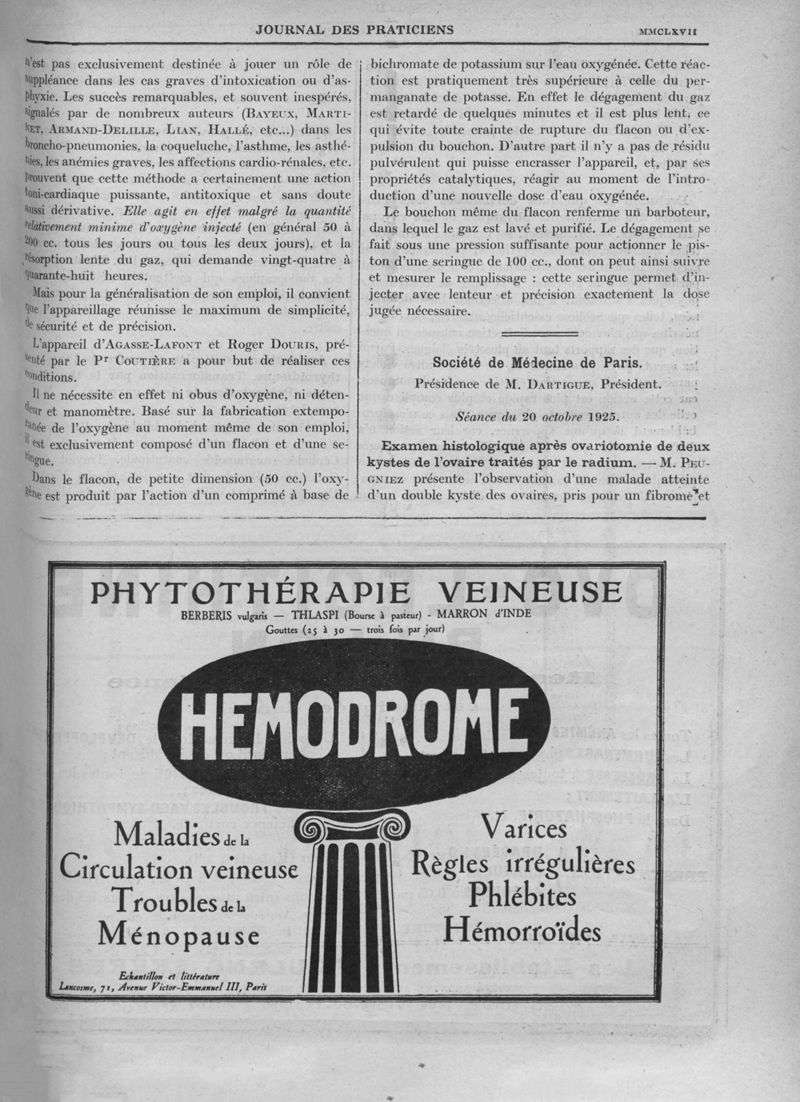 JOURNAL DES PRATICIENS
MMCLXVII
n'est pas exclusivement destinée à jouer un rôle de
suppléance dans les cas graves d'intoxication ou d'as-
phyxie. Les succès remarquables, et souvent inespérés,
signalés par de nombreux auteurs (BAYEUX, MARTI-
NET, ARMAND-DELILLE, LIAN, HALLÉ, etc...) dans les
broncho-pneumonies, la coqueluche, l'asthme, les asthé-
nies, les anémies graves, les affections cardio-rénales, etc.
prouvent que cette méthode a certainement une action
toni-cardiaque puissante, antitoxique et sans doute
aussi dérivative. Elle agit en effet malgré la quantité
relativement minime d'oxygène injecté (en général 50 à
200 cc. tous les jours ou tous les deux jours), et la
résorption lente du gaz, qui demande vingt-quatre à
quarante-huit heures.
Mais pour la généralisation de son emploi, il convient
que l'appareillage réunisse le maximum de simplicité,
de sécurité et de précision.
L'appareil d'AGASSE-LAFONT et Roger DOURIS, pré-
senté par le Pr COUTIÈRE a pour but de réaliser ces
conditions.
Il ne nécessite en effet ni obus d'oxygène, ni déten-
deur et manomètre. Basé sur la fabrication extempo-
ranée de l'oxygène au moment même de son emploi,
il est exclusivement composé d'un flacon et d'une se-
ringue.
Dans le flacon, de petite dimension (50 cc.) l'oxy-
gène est produit par l'action d'un comprimé à base de
bichromate de potassium sur l'eau oxygénée. Cette réac-
tion est pratiquement très supérieure à celle du per-
manganate de potasse. En effet le dégagement du gaz
est retardé de quelques minutes et il est plus lent, ce
qui évite toute crainte de rupture du flacon ou d'ex-
pulsion du bouchon. D'autre part il n'y a pas de résidu
pulvérulent qui puisse encrasser l'appareil, et, par ses
propriétés catalytiques, réagir au moment de l'intro-
duction d'une nouvelle dose d'eau oxygénée.
Le bouchon même du flacon renferme un barboteur,
dans lequel le gaz est lavé et purifié. Le dégagement se
fait sous une pression suffisante pour actionner le pis-
ton d'une seringue de 100 cc., dont on peut ainsi suivre
et mesurer le remplissage : cette seringue permet d'in-
jecter avec lenteur et précision exactement la dose
jugée nécessaire.
Société de Médecine de Paris.
Présidence de M. DARTIGUE, Président.
Séance du 20 octobre 1925.
Examen histologique après ovariotomie de deux
kystes de l'ovaire traités par le radium. — M. PEU-
GNIEZ présente l'observation d'une malade atteinte
d'un double kyste des ovaires, pris pour un fibrome et
PHYTOTHÉRAPIE VEINEUSE
BERBERIS vulgaris — THLASPI (Bourse à pasteur) - MARRON d'INDE
Gouttes (25 à 30 — trois fois par jour)
HEMODROME
Maladies de la
Circulation veineuse
Troubles de la
Ménopause
Varices
Règles irrégulières
Phlébites
Hémorroïdes
Echantillon et littérature
Lancosme, 71, Avenue Victor-Emmanuel III, Paris